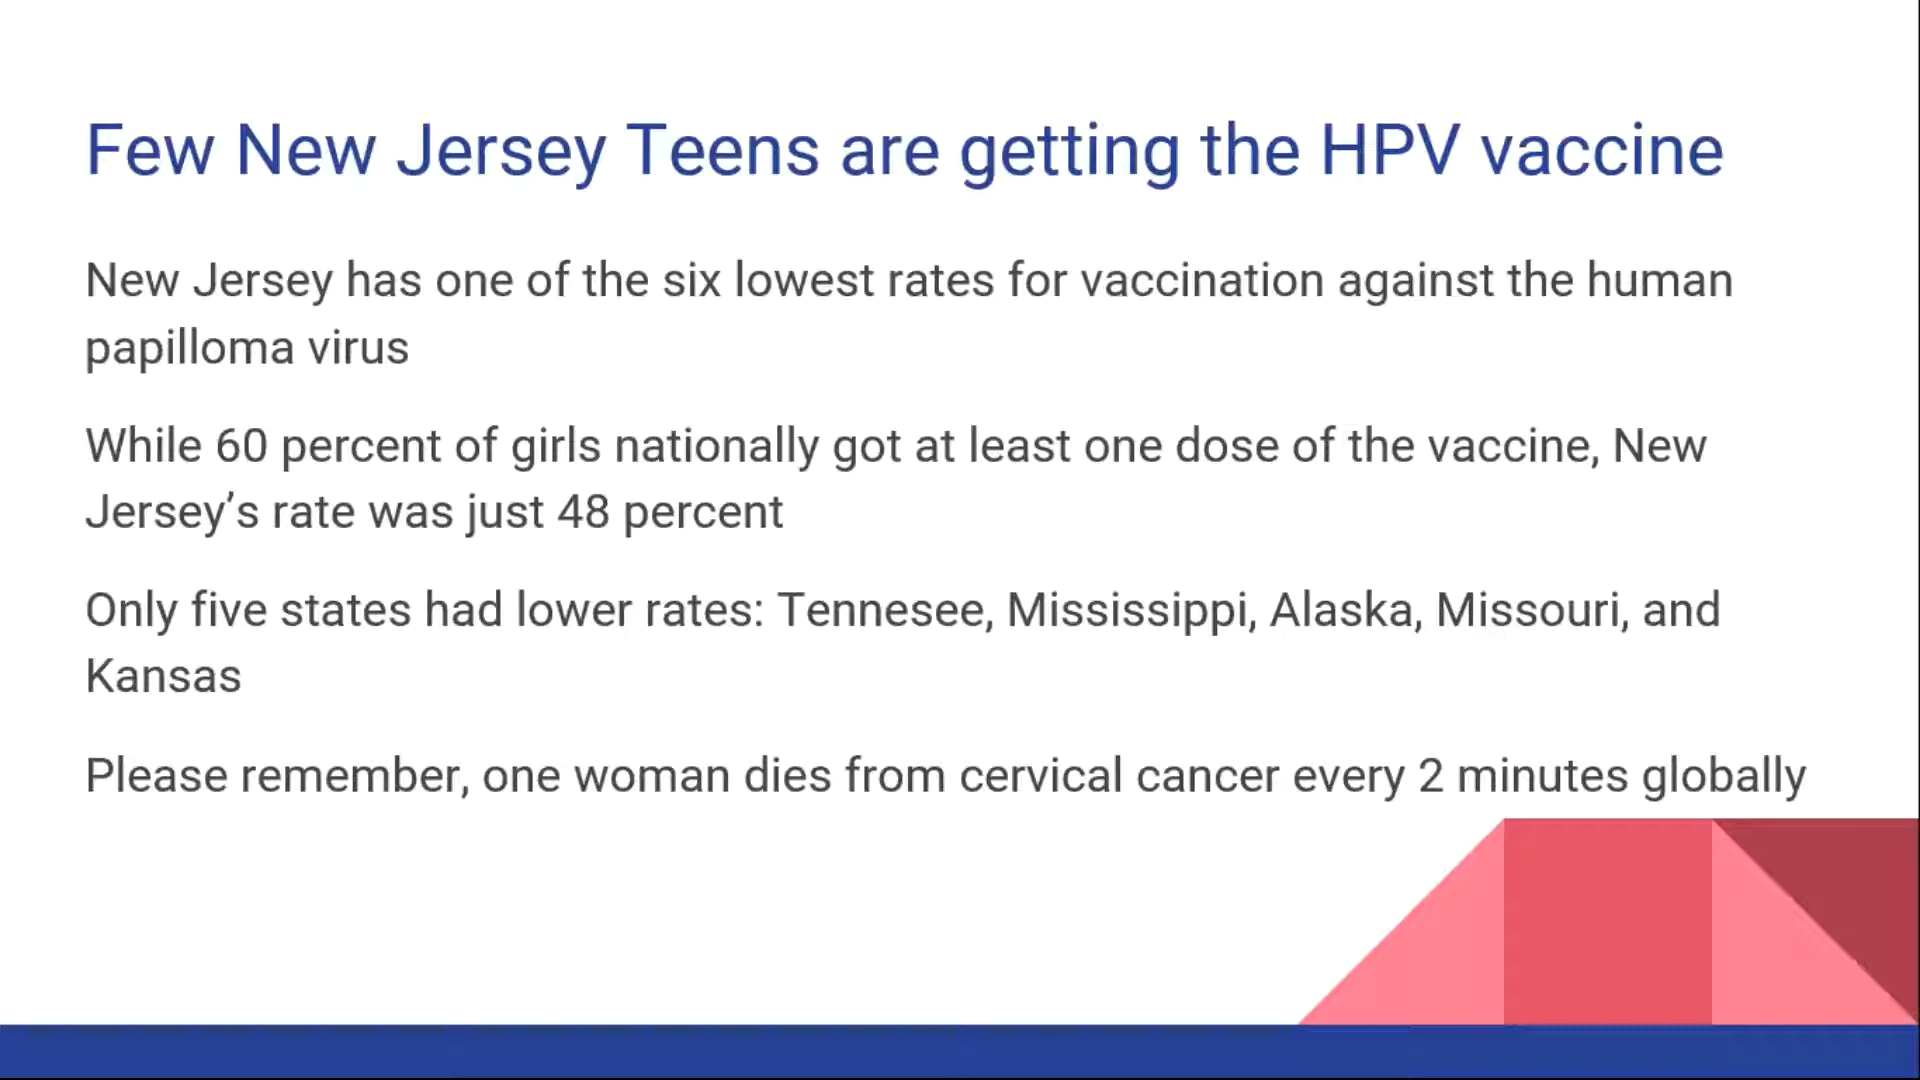 Few New Jersey Teens are getting the HPV vaccine
New Jersey has one of the six lowest rates for vaccination against the human
papilloma virus
While 60 percent of girls nationally got at least one dose of the vaccine, New
Jersey’s rate was just 48 percent
Only five states had lower rates: Tennesee, Mississippi, Alaska, Missouri, and
Kansas
Please remember, one woman dies from cervical cancer every 2 minutes globally